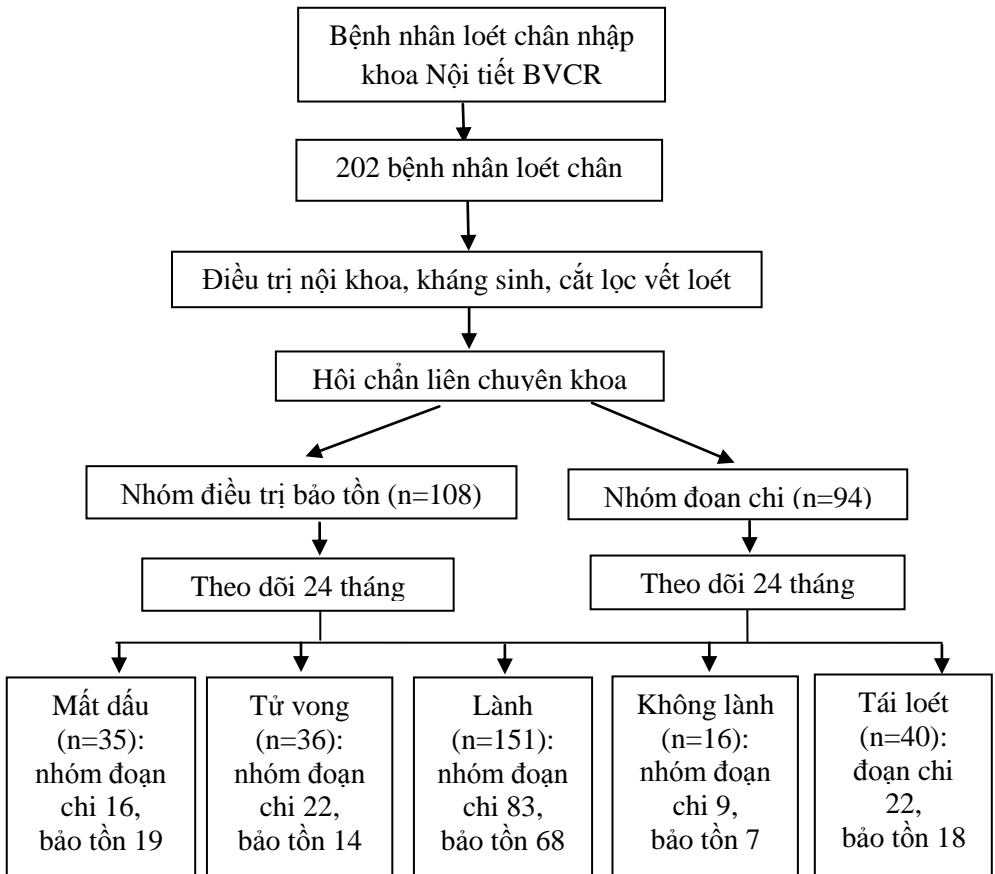 Bệnh nhân loét chân nhập
khoa Nội tiết BVCR
202 bệnh nhân loét chân
Điều trị nội khoa, kháng sinh, cắt lọc vết loét
Hôi chẩn liên chuyên khoa
Nhóm điều trị bảo tồn (n=108)
Nhóm đoan chi (n=94)
Theo dõi 24 tháng
Theo dõi 24 tháng
Mất dấu
(n=35):
nhóm đoạn
chi 16,
bảo tồn 19
Tử vong
(n=36):
nhóm đoạn
chi 22,
bảo tồn 14
Lành
(n=151):
nhóm đoạn
chi 83,
bảo tồn 68
Không lành
(n=16):
nhóm đoạn
chi 9,
bảo tồn 7
Tái loét
(n=40):
đoạn chi
22,
bảo tồn 18